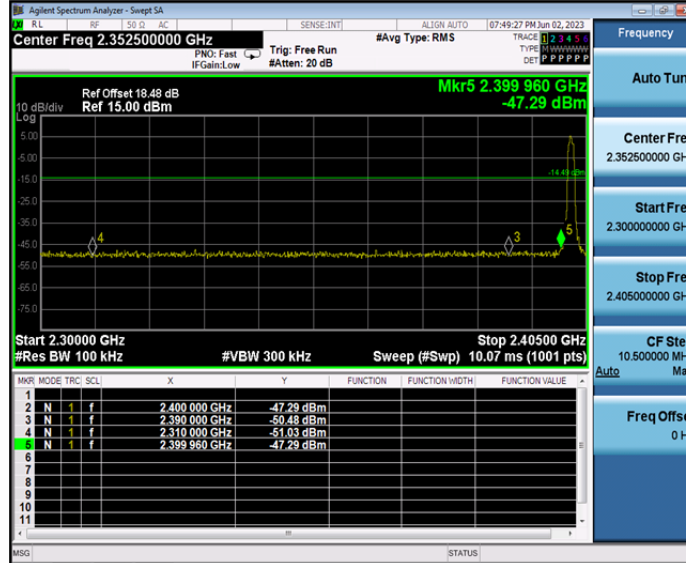 Agilent Spectrum Analyzer - Swept SA
RL RF 50 Ω AC SENSE:INT ALIGN AUTO 07:49:27 PM Jun 02, 2023
Center Freq 2.352500000 GHz
#Avg Type: RMS
TRACE 1 2 3 4 5 6
PNO: Fast Trig: Free Run
TYPE M W W W W W
IFGain:Low #Atten: 20 dB
DET P P P P P P
Frequency
Ref Offset 18.48 dB
Mkr5 2.399 960 GHz
10 dB/div Ref 15.00 dBm
-47.29 dBm
Log
5.00
-5.00
-15.0
-14.49 dBm
-25.0
-35.0
-45.0
-55.0
-65.0
-75.0
4
3
5
Start 2.30000 GHz
Stop 2.40500 GHz
#Res BW 100 kHz #VBW 300 kHz Sweep (#Swp) 10.07 ms (1001 pts)
MKR MODE TRC SCL X Y FUNCTION FUNCTION WIDTH FUNCTION VALUE
1
2 N 1 f 2.400 000 GHz -47.29 dBm
3 N 1 f 2.390 000 GHz -50.48 dBm
4 N 1 f 2.310 000 GHz -51.03 dBm
5 N 1 f 2.399 960 GHz -47.29 dBm
6
7
8
9
10
11
MSG STATUS
Auto Tun
Center Fre
2.352500000 GH
Start Fre
2.300000000 GH
Stop Fre
2.405000000 GH
CF Ste
10.500000 MH
Auto Ma
Freq Offs
0 H